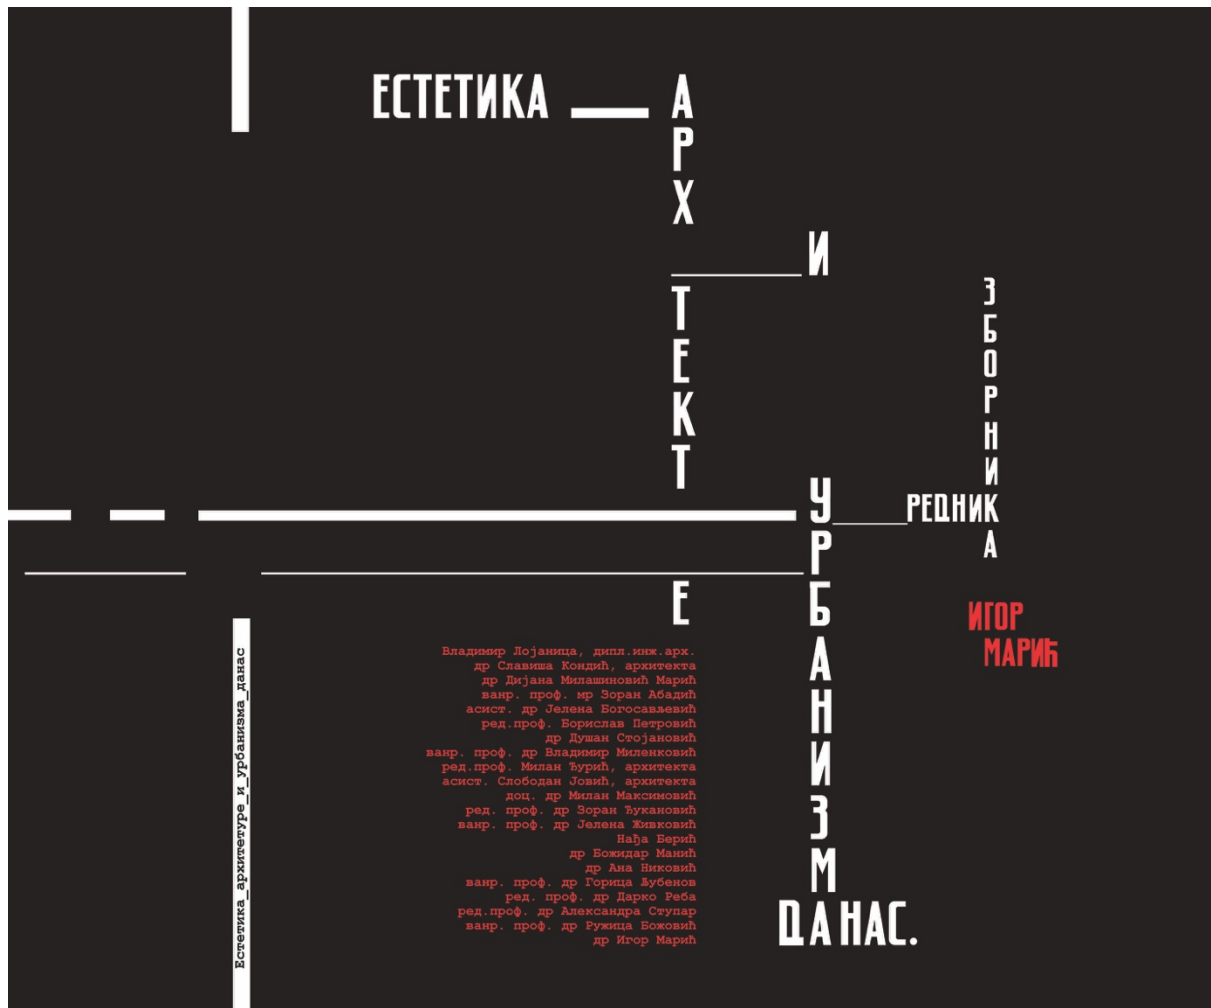 ЕСТЕТИКА
АРХ ТЕКТ Е
И
УРБАНИЗМ
ДАНАС.
РЕДНИК
ЗБОРНИКА
ИГОР
МАРИЋ
Владимир Лојаница, дипл.инж.арх.
др Славиша Кондић, архитекта
др Дијана Милашиновић Марић
ванр. проф. мр Зоран Абадић
асист. др Јелена Богосављевић
ред.проф. Борислав Петровић
др Душан Стојановић
ванр. проф. др Владимир Миленковић
ред.проф. Милан Ђурић, архитекта
асист. Слободан Јовић, архитекта
доц. др Милан Максимовић
ред. проф. др Зоран Ђукановић
ванр. проф. др Јелена Живковић
Нађа Берић
др Божидар Манић
др Ана Никовић
ванр. проф. др Горица Љубенов
ред. проф. др Дарко Реба
ред.проф. др Александра Ступар
ванр. проф. др Ружица Божовић
др Игор Марић
Естетика_архитетуре_и_урбанизма_данас